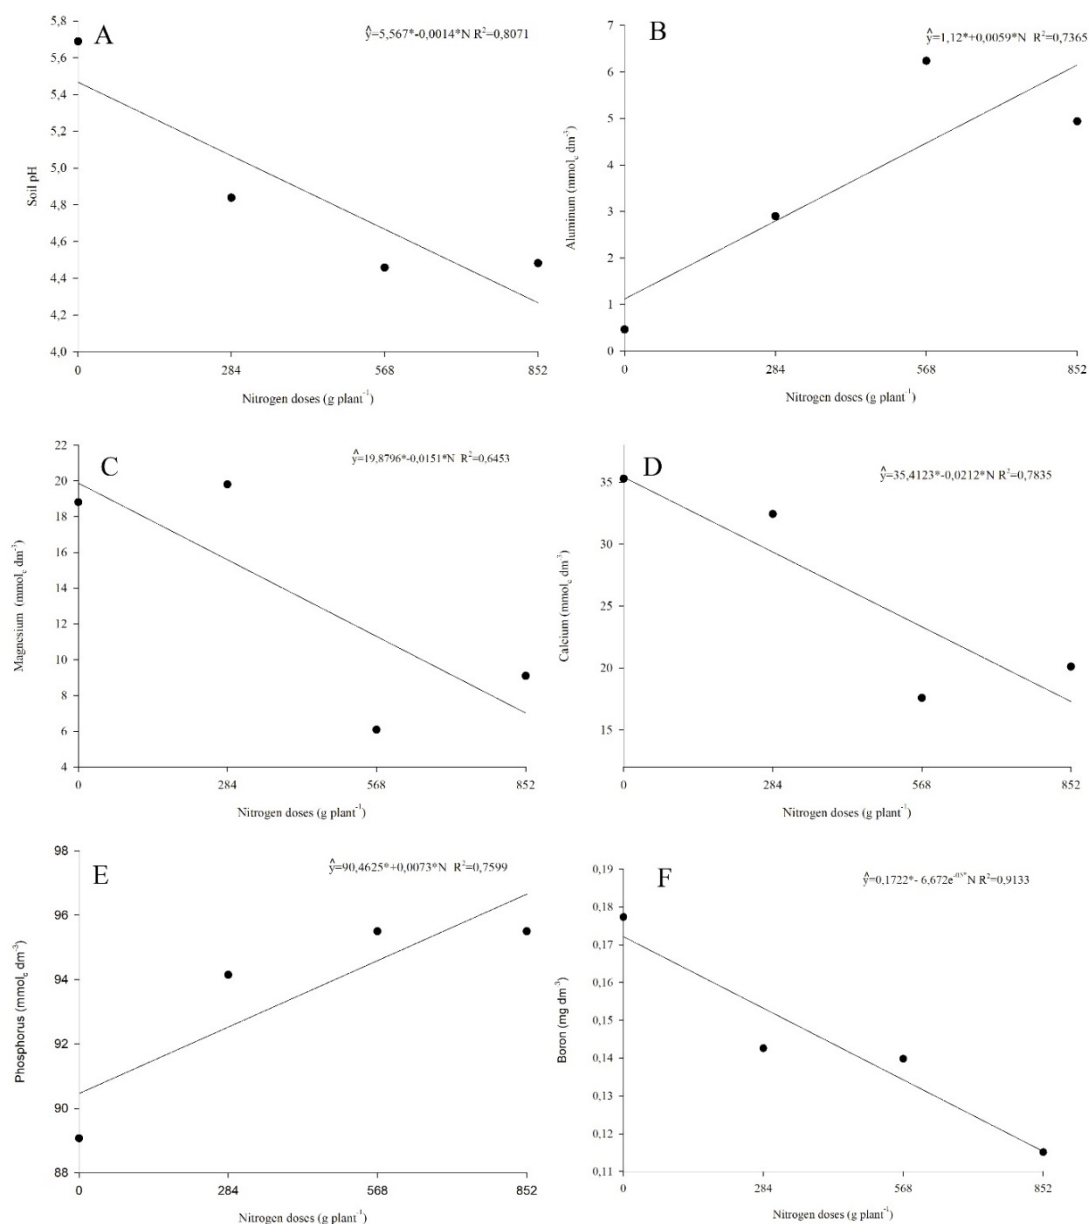 A
ŷ=5,567*-0,0014*N R²=0,8071
5,8
5,6
5,4
5,2
5,0
4,8
4,6
4,4
4,2
4,0
Soil pH
0 284 568 852
Nitrogen doses (g plant⁻¹)
B
ŷ=1,12*+0,0059*N R²=0,7365
7
6
5
4
3
2
1
0
Aluminum (mmol꜀ dm⁻³)
0 284 568 852
Nitrogen doses (g plant⁻¹)
C
ŷ=19,8796*-0,0151*N R²=0,6453
22
20
18
16
14
12
10
8
6
4
Magnesium (mmol꜀ dm⁻³)
0 284 568 852
Nitrogen doses (g plant⁻¹)
D
ŷ=35,4123*-0,0212*N R²=0,7835
35
30
25
20
15
Calcium (mmol꜀ dm⁻³)
0 284 568 852
Nitrogen doses (g plant⁻¹)
E
ŷ=90,4625*+0,0073*N R²=0,7599
98
96
94
92
90
88
Phosphorus (mmol꜀ dm⁻³)
0 284 568 852
Nitrogen doses (g plant⁻¹)
F
ŷ=0,1722*- 6,672e⁻⁰⁵*N R²=0,9133
0,19
0,18
0,17
0,16
0,15
0,14
0,13
0,12
0,11
Boron (mg dm⁻³)
0 284 568 852
Nitrogen doses (g plant⁻¹)